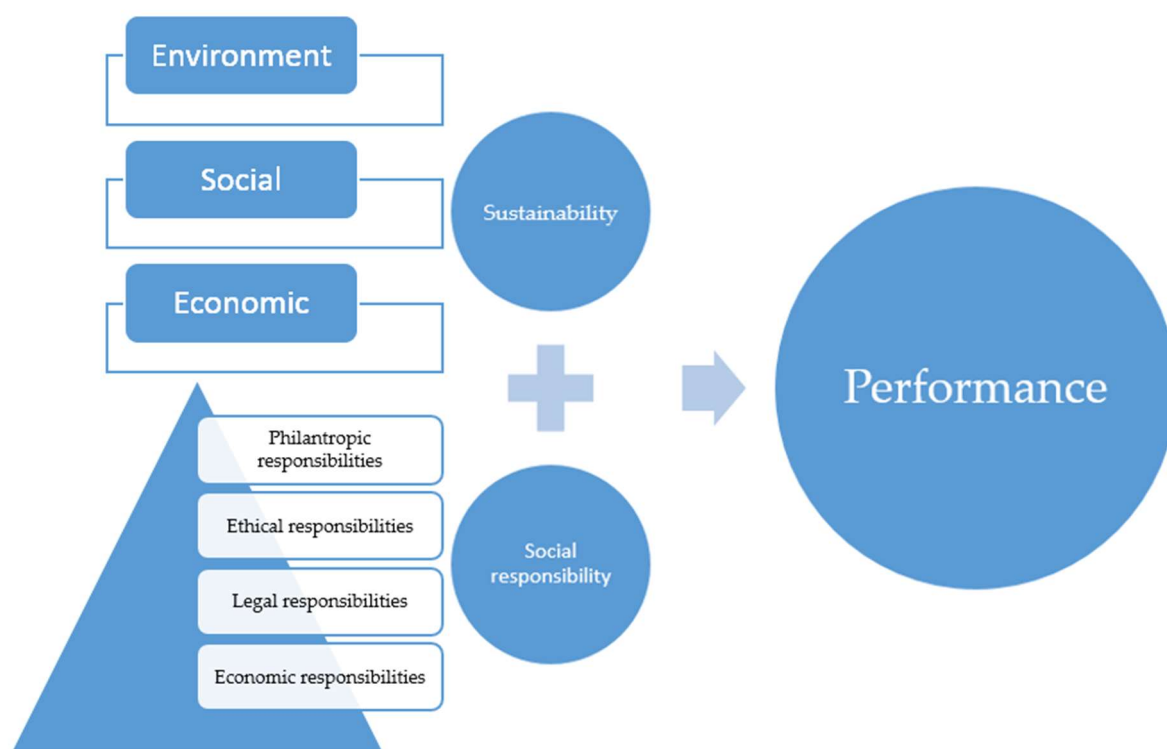 Environment
Social
Economic
Sustainability
Philantropic
responsibilities
Ethical responsibilities
Legal responsibilities
Economic responsibilities
Social
responsibility
Performance